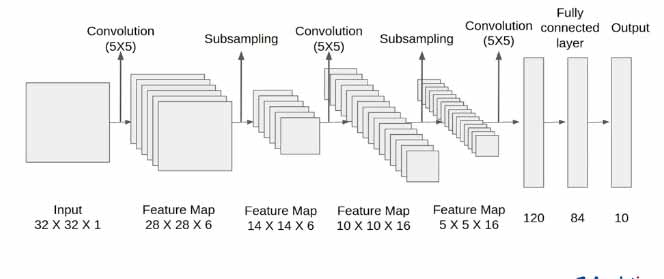 Convolution
(5X5)
Subsampling
Convolution
(5X5)
Subsampling
Convolution
(5X5)
Fully
connected
layer
Output
Input
32 X 32 X 1
Feature Map
28 X 28 X 6
Feature Map
14 X 14 X 6
Feature Map
10 X 10 X 16
Feature Map
5 X 5 X 16
120
84
10